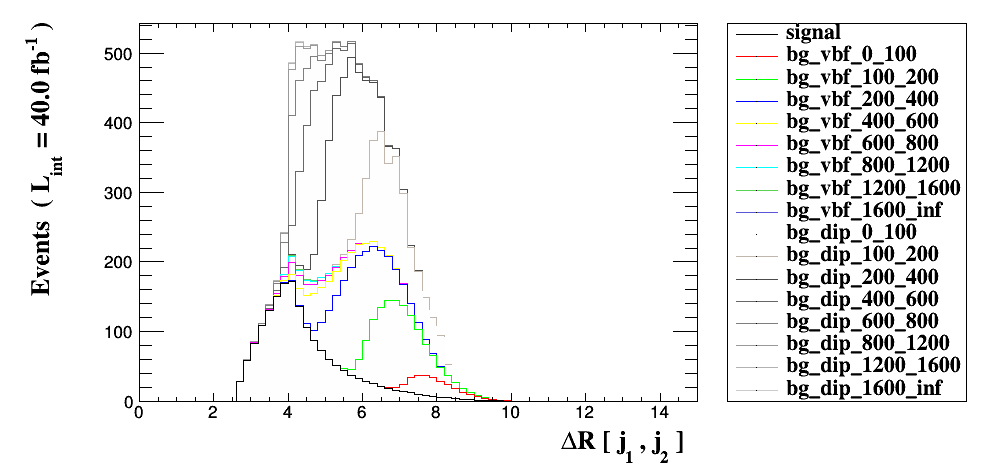 Events ( L_int = 40.0 fb^-1 )
500
400
300
200
100
0
0 2 4 6 8 10 12 14
ΔR [ j_1 , j_2 ]
signal
bg_vbf_0_100
bg_vbf_100_200
bg_vbf_200_400
bg_vbf_400_600
bg_vbf_600_800
bg_vbf_800_1200
bg_vbf_1200_1600
bg_vbf_1600_inf
bg_dip_0_100
bg_dip_100_200
bg_dip_200_400
bg_dip_400_600
bg_dip_600_800
bg_dip_800_1200
bg_dip_1200_1600
bg_dip_1600_inf